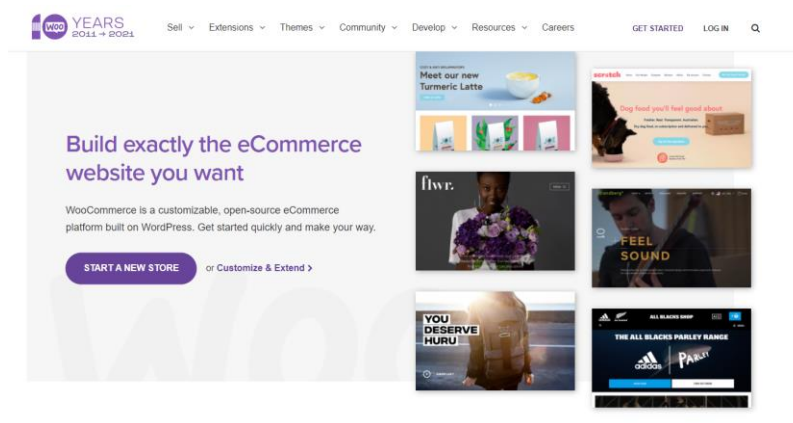 WOO YEARS
2011 → 2021
Sell Extensions Themes Community Develop Resources Careers GET STARTED LOG IN
Build exactly the eCommerce
website you want
WooCommerce is a customizable, open-source eCommerce
platform built on WordPress. Get started quickly and make your way.
START A NEW STORE or Customize & Extend >
Meet our new
Turmeric Latte
scratch
Dog food you'll feel good about
flwr.
01
FEEL
SOUND
YOU
DESERVE
HURU
ALL BLACKS SHOP
THE ALL BLACKS PARLEY RANGE
adidas
PARLEY
WOO